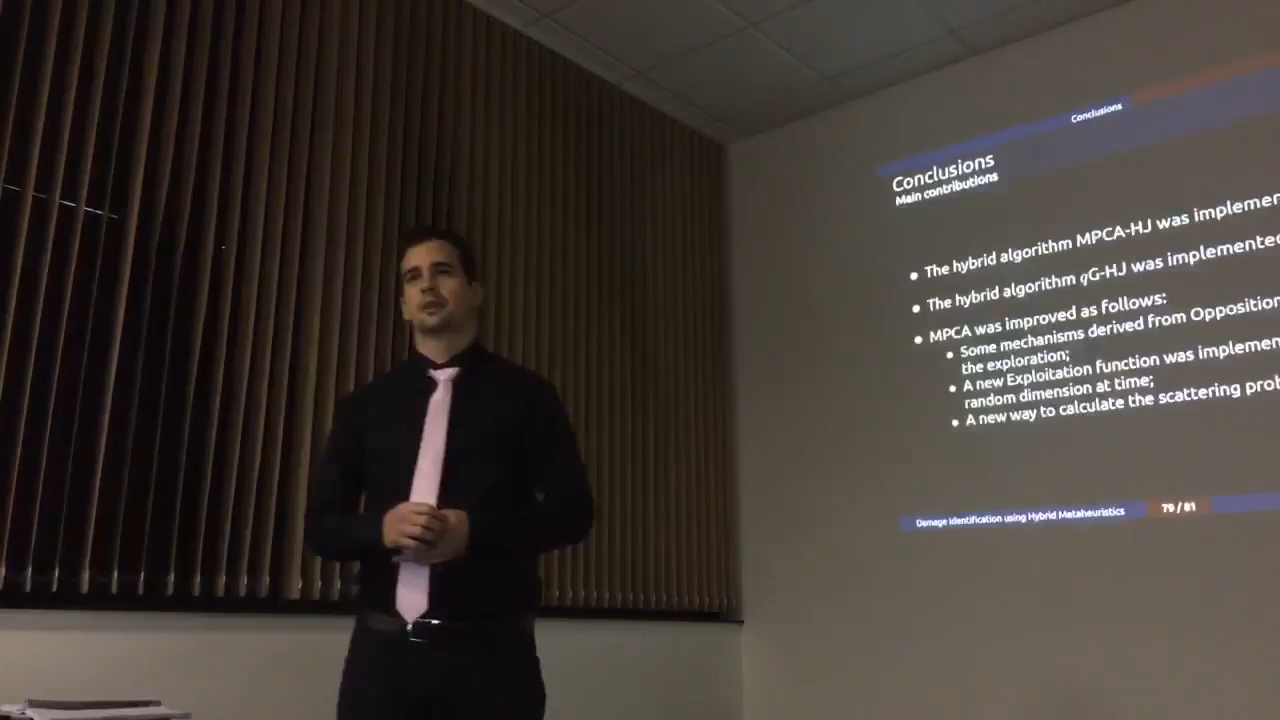 Conclusions
Conclusions
Main contributions
The hybrid algorithm MPCA-HJ was implemen
The hybrid algorithm qG-HJ was implemented
MPCA was improved as follows:
Some mechanisms derived from Opposition
the exploration;
A new Exploitation function was implemen
random dimension at time;
A new way to calculate the scattering prob
Damage Identification using Hybrid Metaheuristics
79 / 81